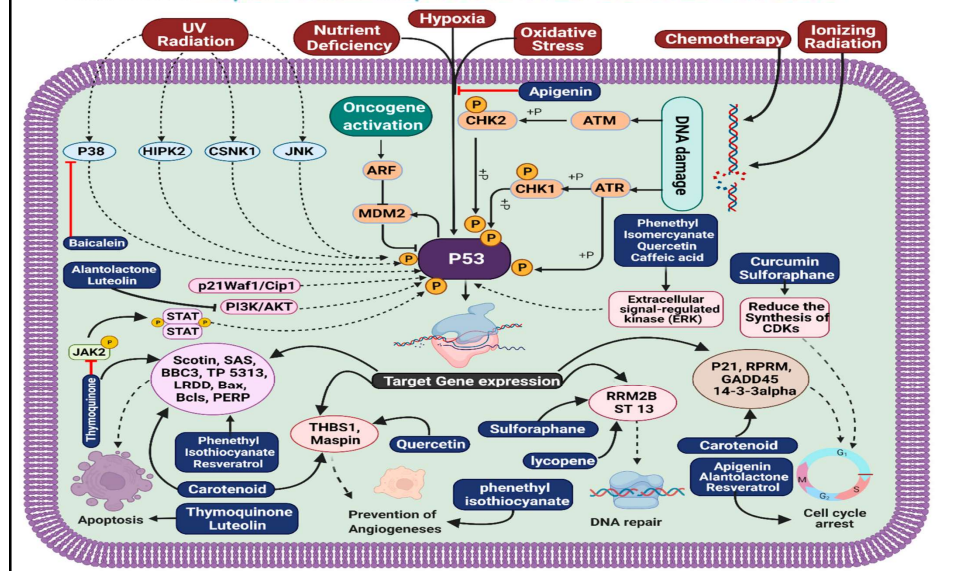 UV
Radiation
Nutrient
Deficiency
Hypoxia
Oxidative
Stress
Chemotherapy
Ionizing
Radiation
Apigenin
Oncogene
activation
P
CHK2
+P
ATM
DNA damage
P38
HIPK2
CSNK1
JNK
ARF
+P
P
CHK1
+P
ATR
+P
MDM2
P
P
P
P53
P
+P
P
Baicalein
Phenethyl
Isomercyanate
Quercetin
Caffeic acid
Curcumin
Sulforaphane
Alantolactone
Luteolin
p21Waf1/Cip1
PI3K/AKT
Extracellular
signal-regulated
kinase (ERK)
Reduce the
Synthesis of
CDKs
STAT
P
P
STAT
P
JAK2
Thymoquinone
Scotin, SAS,
BBC3, TP 5313,
LRDD, Bax,
Bcls, PERP
Target Gene expression
P21, RPRM,
GADD45
14-3-3alpha
RRM2B
ST 13
THBS1,
Maspin
Quercetin
Sulforaphane
lycopene
Phenethyl
Isothiocyanate
Resveratrol
Carotenoid
Carotenoid
Apigenin
Alantolactone
Resveratrol
G1
M
S
G2
phenethyl
isothiocyanate
Thymoquinone
Luteolin
Apoptosis
Prevention of
Angiogeneses
DNA repair
Cell cycle
arrest